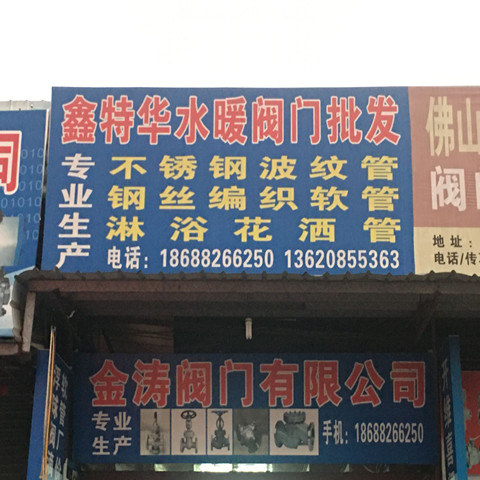 鑫特华水暖阀门批发
专业生产
不锈钢波纹管
钢丝编织软管
淋浴花洒管
电话：18688266250 13620855363
金涛阀门有限公司
专业
生产
手机：18688266250
司
佛山
阀
地址：
电话/传